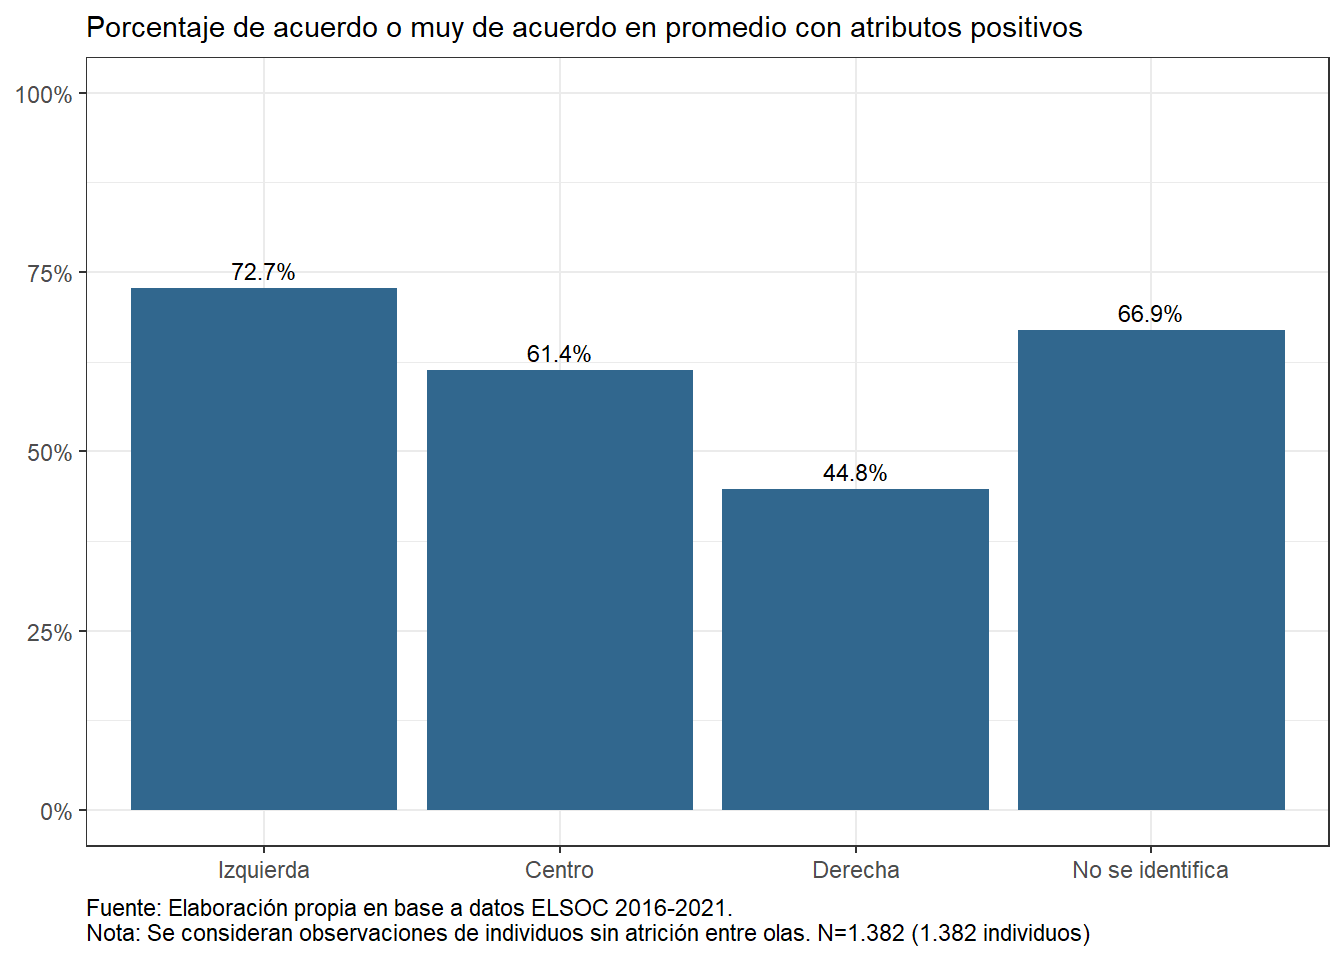 Porcentaje de acuerdo o muy de acuerdo en promedio con atributos positivos
100%
75%
50%
25%
0%
72.7%
61.4%
44.8%
66.9%
Izquierda
Centro
Derecha
No se identifica
Fuente: Elaboración propia en base a datos ELSOC 2016-2021.
Nota: Se consideran observaciones de individuos sin atrición entre olas. N=1.382 (1.382 individuos)